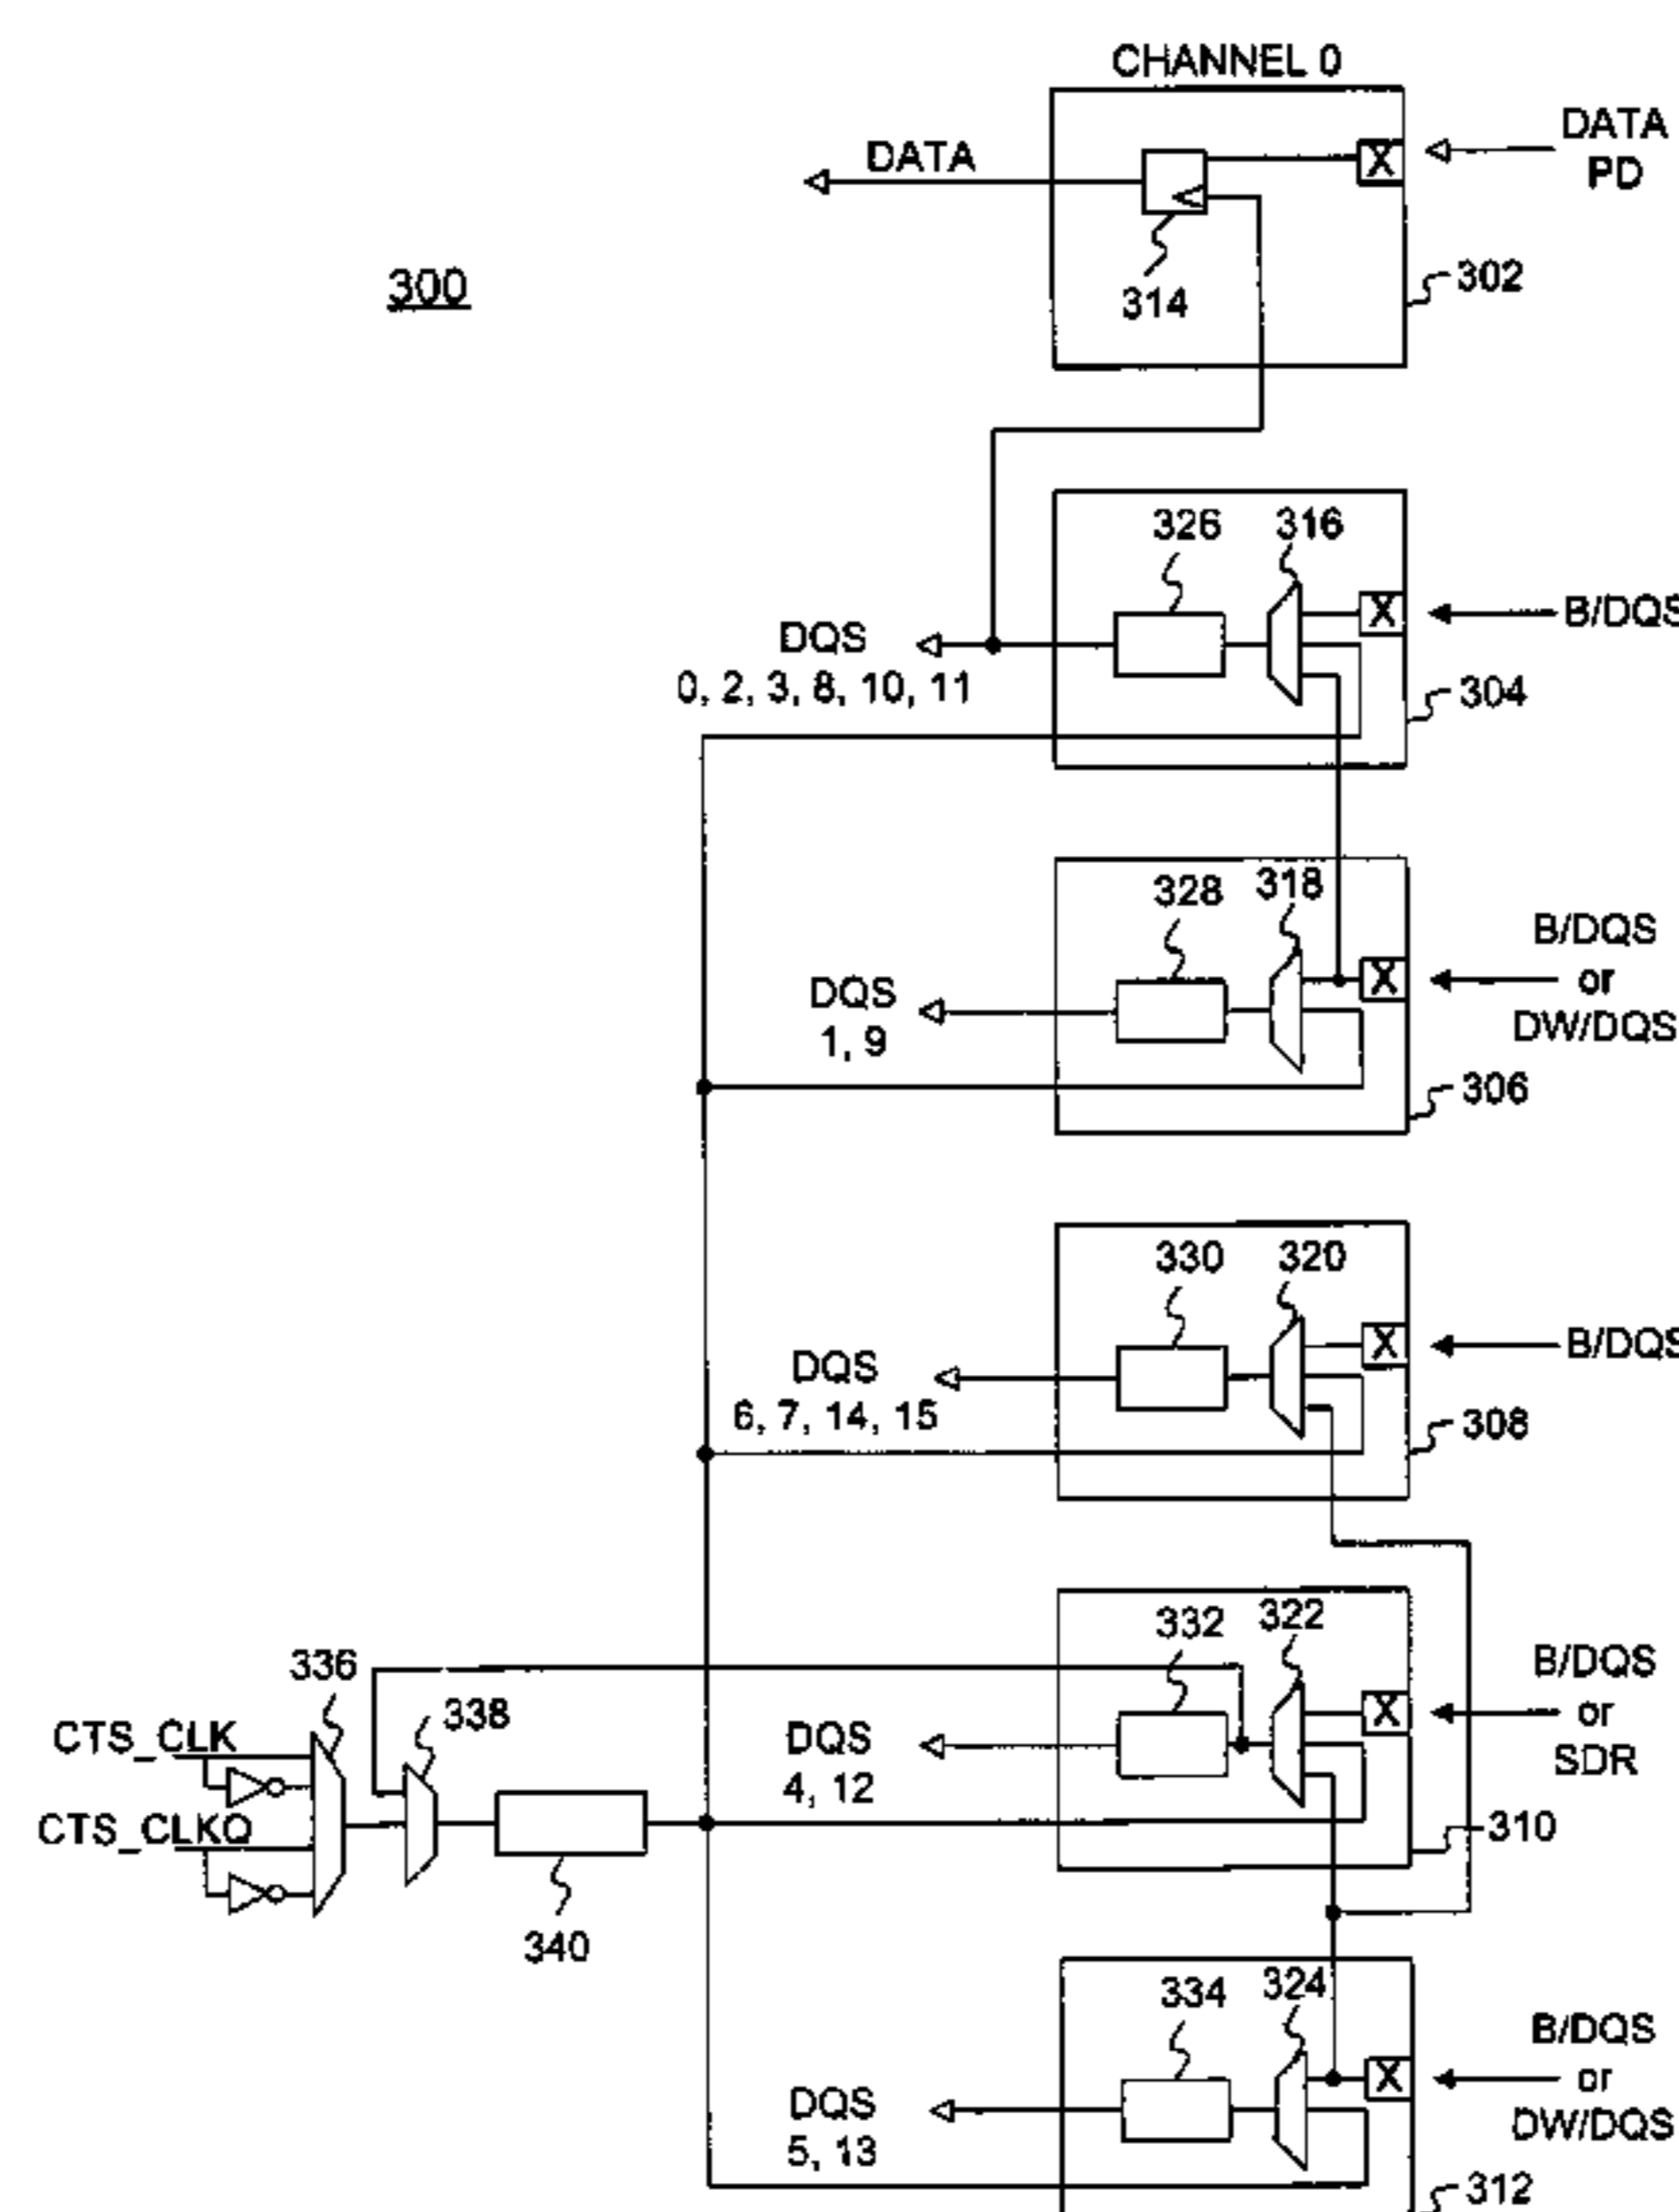 CHANNEL 0
DATA
DATA
PD
X
314
302
300
326
316
X
B/DQS
DQS
0, 2, 3, 8, 10, 11
304
328
318
B/DQS
X
or
DW/DQS
DQS
1, 9
306
330
320
X
B/DQS
DQS
6, 7, 14, 15
308
332
322
B/DQS
X
or
SDR
336
338
CTS_CLK
DQS
4, 12
CTS_CLKQ
310
340
334
324
B/DQS
X
or
DW/DQS
DQS
5, 13
312